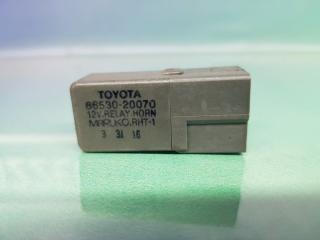 TOYOTA
86530-20070
12V.RELAY.HORN
MARUKO.RHT-1
3 31 16